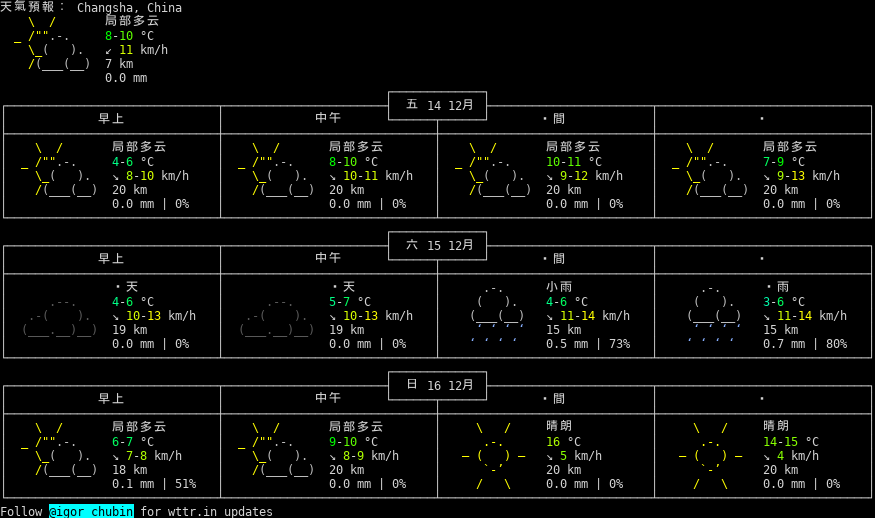 天氣預報： Changsha, China
局部多云
8-10 °C
↙ 11 km/h
7 km
0.0 mm
五 14 12月
早上 中午 ・間 ・
局部多云 局部多云 局部多云 局部多云
4-6 °C 8-10 °C 10-11 °C 7-9 °C
↘ 8-10 km/h ↘ 10-11 km/h ↘ 9-12 km/h ↘ 9-13 km/h
20 km 20 km 20 km 20 km
0.0 mm | 0% 0.0 mm | 0% 0.0 mm | 0% 0.0 mm | 0%
六 15 12月
早上 中午 ・間 ・
・天 ・天 小雨 ・雨
4-6 °C 5-7 °C 4-6 °C 3-6 °C
↘ 10-13 km/h ↘ 10-13 km/h ↘ 11-14 km/h ↘ 11-14 km/h
19 km 19 km 15 km 15 km
0.0 mm | 0% 0.0 mm | 0% 0.5 mm | 73% 0.7 mm | 80%
日 16 12月
早上 中午 ・間 ・
局部多云 局部多云 晴朗 晴朗
6-7 °C 9-10 °C 16 °C 14-15 °C
↘ 7-8 km/h ↘ 8-9 km/h ↘ 5 km/h ↘ 4 km/h
18 km 20 km 20 km 20 km
0.1 mm | 51% 0.0 mm | 0% 0.0 mm | 0% 0.0 mm | 0%
Follow @igor_chubin for wttr.in updates